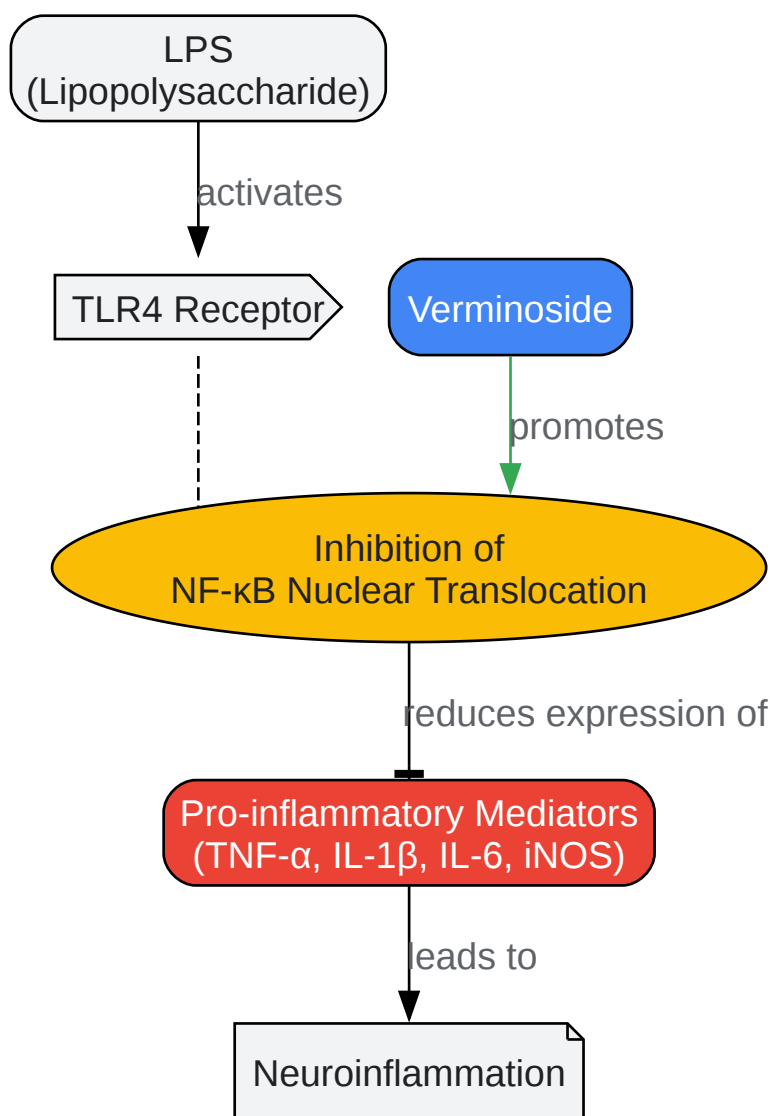 LPS
(Lipopolysaccharide)
activates
TLR4 Receptor
Verminoside
promotes
Inhibition of
NF-κB Nuclear Translocation
reduces expression of
Pro-inflammatory Mediators
(TNF-α, IL-1β, IL-6, iNOS)
leads to
Neuroinflammation